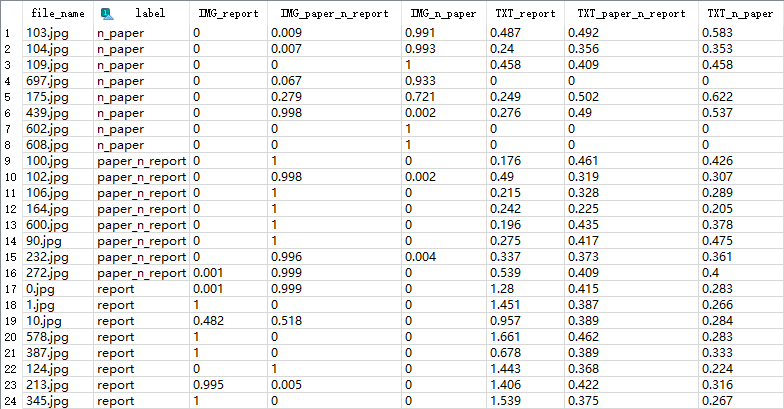 file_name label IMG_report IMG_paper_n_report IMG_n_paper TXT_report TXT_paper_n_report TXT_n_paper
1 103.jpg n_paper 0 0.009 0.991 0.487 0.492 0.583
2 104.jpg n_paper 0 0.007 0.993 0.24 0.356 0.353
3 109.jpg n_paper 0 0 1 0.458 0.409 0.458
4 697.jpg n_paper 0 0.067 0.933 0 0 0
5 175.jpg n_paper 0 0.279 0.721 0.249 0.502 0.622
6 439.jpg n_paper 0 0.998 0.002 0.276 0.49 0.537
7 602.jpg n_paper 0 0 1 0 0 0
8 608.jpg n_paper 0 0 1 0 0 0
9 100.jpg paper_n_report 0 1 0 0.176 0.461 0.426
10 102.jpg paper_n_report 0 0.998 0.002 0.49 0.319 0.307
11 106.jpg paper_n_report 0 1 0 0.215 0.328 0.289
12 164.jpg paper_n_report 0 1 0 0.242 0.225 0.205
13 600.jpg paper_n_report 0 1 0 0.196 0.435 0.378
14 90.jpg paper_n_report 0 1 0 0.275 0.417 0.475
15 232.jpg paper_n_report 0 0.996 0.004 0.337 0.373 0.361
16 272.jpg paper_n_report 0.001 0.999 0 0.539 0.409 0.4
17 0.jpg report 0.001 0.999 0 1.28 0.415 0.283
18 1.jpg report 1 0 0 1.451 0.387 0.266
19 10.jpg report 0.482 0.518 0 0.957 0.389 0.284
20 578.jpg report 1 0 0 1.661 0.462 0.283
21 387.jpg report 1 0 0 0.678 0.389 0.333
22 124.jpg report 0 1 0 1.443 0.368 0.224
23 213.jpg report 0.995 0.005 0 1.406 0.422 0.316
24 345.jpg report 1 0 0 1.539 0.375 0.267